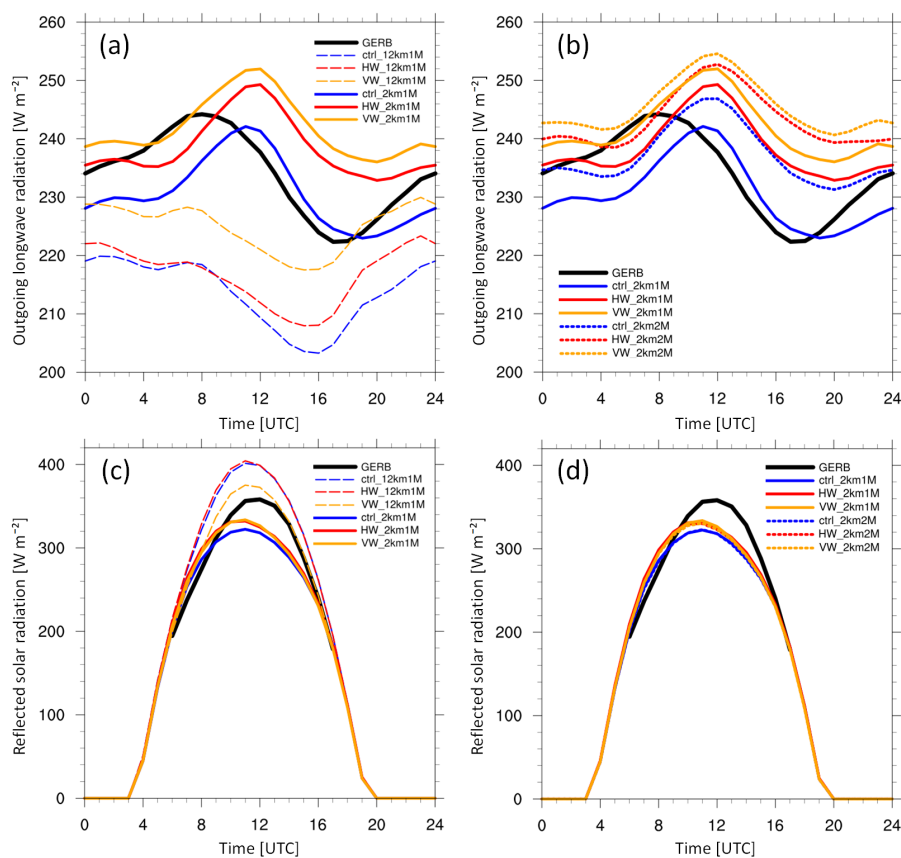 (a)
GERB
ctrl_12km1M
HW_12km1M
VW_12km1M
ctrl_2km1M
HW_2km1M
VW_2km1M
260
250
240
230
220
210
200
0 4 8 12 16 20 24
Time [UTC]
Outgoing longwave radiation [W m⁻²]
(b)
GERB
ctrl_2km1M
HW_2km1M
VW_2km1M
ctrl_2km2M
HW_2km2M
VW_2km2M
260
250
240
230
220
210
200
0 4 8 12 16 20 24
Time [UTC]
Outgoing longwave radiation [W m⁻²]
(c)
GERB
ctrl_12km1M
HW_12km1M
VW_12km1M
ctrl_2km1M
HW_2km1M
VW_2km1M
400
300
200
100
0
0 4 8 12 16 20 24
Time [UTC]
Reflected solar radiation [W m⁻²]
(d)
GERB
ctrl_2km1M
HW_2km1M
VW_2km1M
ctrl_2km2M
HW_2km2M
VW_2km2M
400
300
200
100
0
0 4 8 12 16 20 24
Time [UTC]
Reflected solar radiation [W m⁻²]